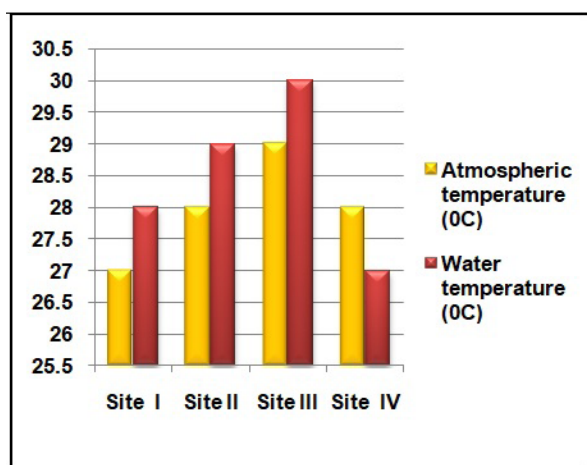 30.5
30
29.5
29
28.5
28
27.5
27
26.5
26
25.5
Site I
Site II
Site III
Site IV
Atmospheric
temperature
(0C)
Water
temperature
(0C)